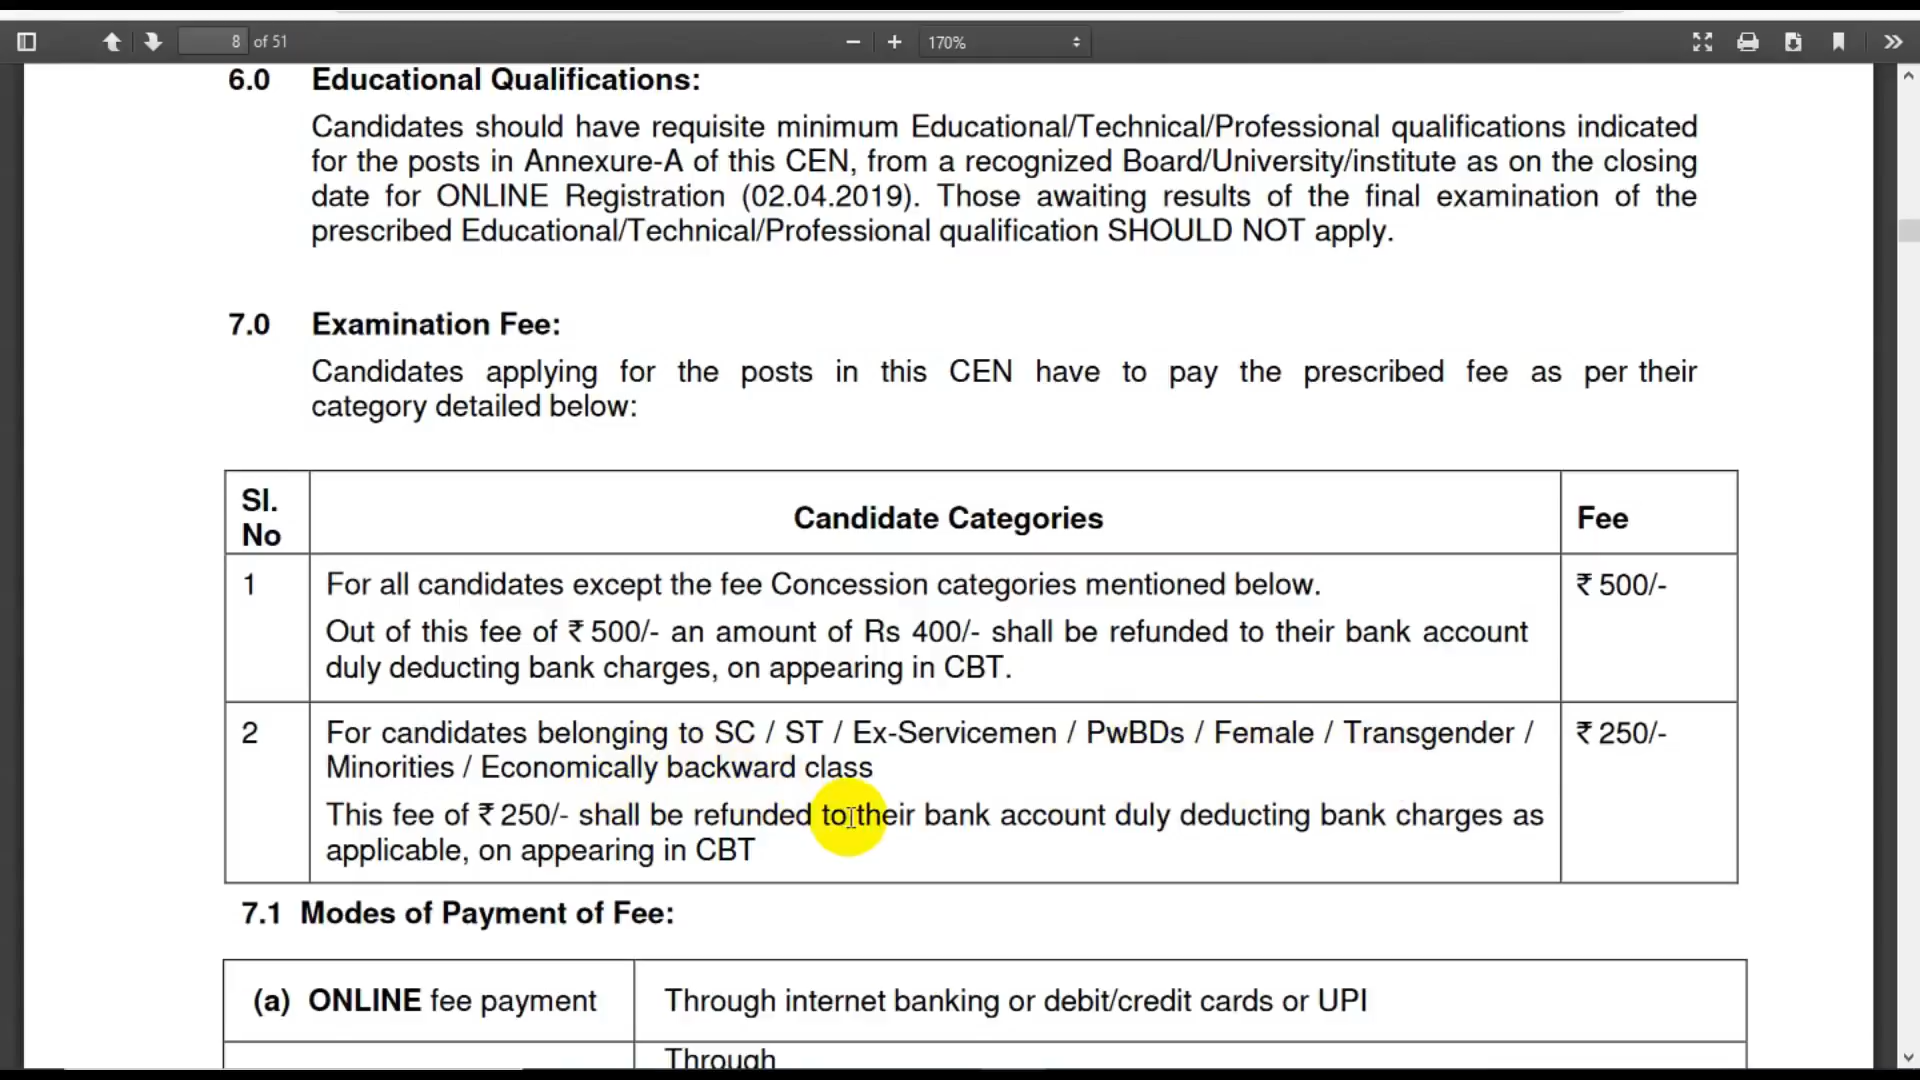 8 of 51
170%
6.0 Educational Qualifications:
Candidates should have requisite minimum Educational/Technical/Professional qualifications indicated
for the posts in Annexure-A of this CEN, from a recognized Board/University/institute as on the closing
date for ONLINE Registration (02.04.2019). Those awaiting results of the final examination of the
prescribed Educational/Technical/Professional qualification SHOULD NOT apply.
7.0 Examination Fee:
Candidates applying for the posts in this CEN have to pay the prescribed fee as per their
category detailed below:
Sl.
No
Candidate Categories
Fee
1
For all candidates except the fee Concession categories mentioned below.
₹ 500/-
Out of this fee of ₹ 500/- an amount of Rs 400/- shall be refunded to their bank account
duly deducting bank charges, on appearing in CBT.
2
For candidates belonging to SC / ST / Ex-Servicemen / PwBDs / Female / Transgender /
₹ 250/-
Minorities / Economically backward class
This fee of ₹ 250/- shall be refunded to their bank account duly deducting bank charges as
applicable, on appearing in CBT
7.1 Modes of Payment of Fee:
(a) ONLINE fee payment
Through internet banking or debit/credit cards or UPI
Through